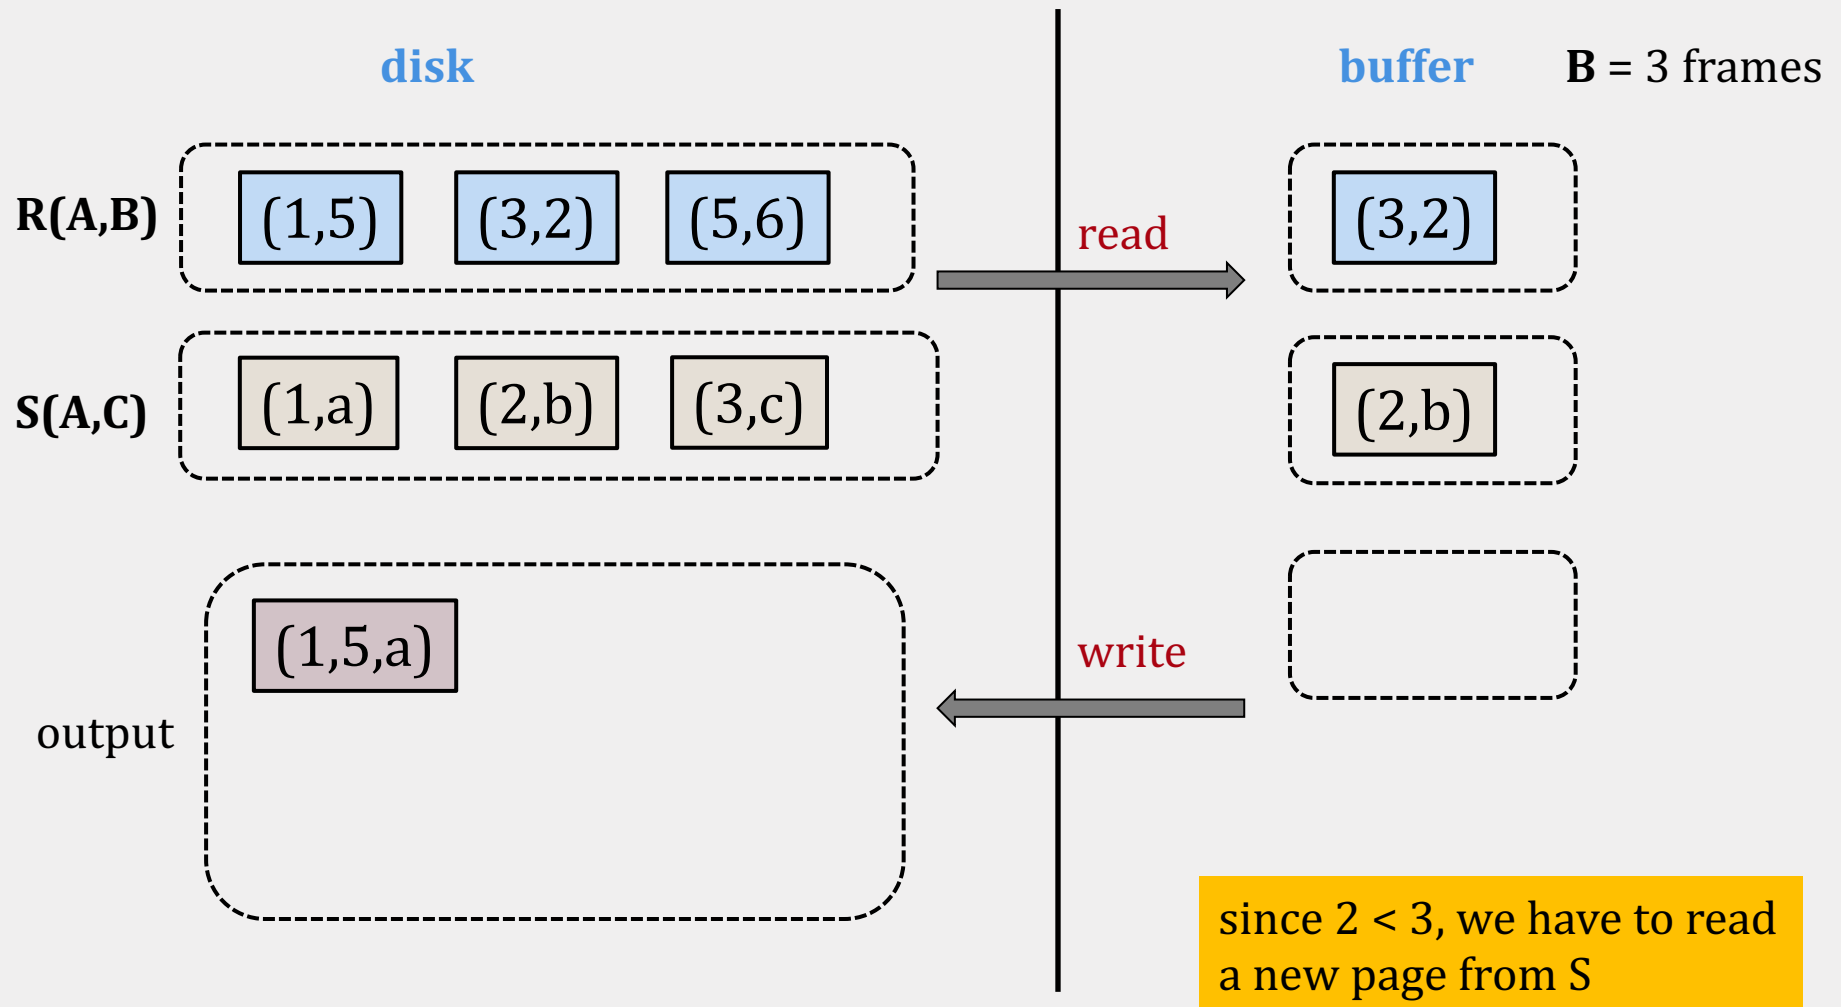 disk
buffer B = 3 frames
R(A,B) (1,5) (3,2) (5,6) read (3,2)
S(A,C) (1,a) (2,b) (3,c) (2,b)
(1,5,a) write
output
since 2 < 3, we have to read
a new page from S